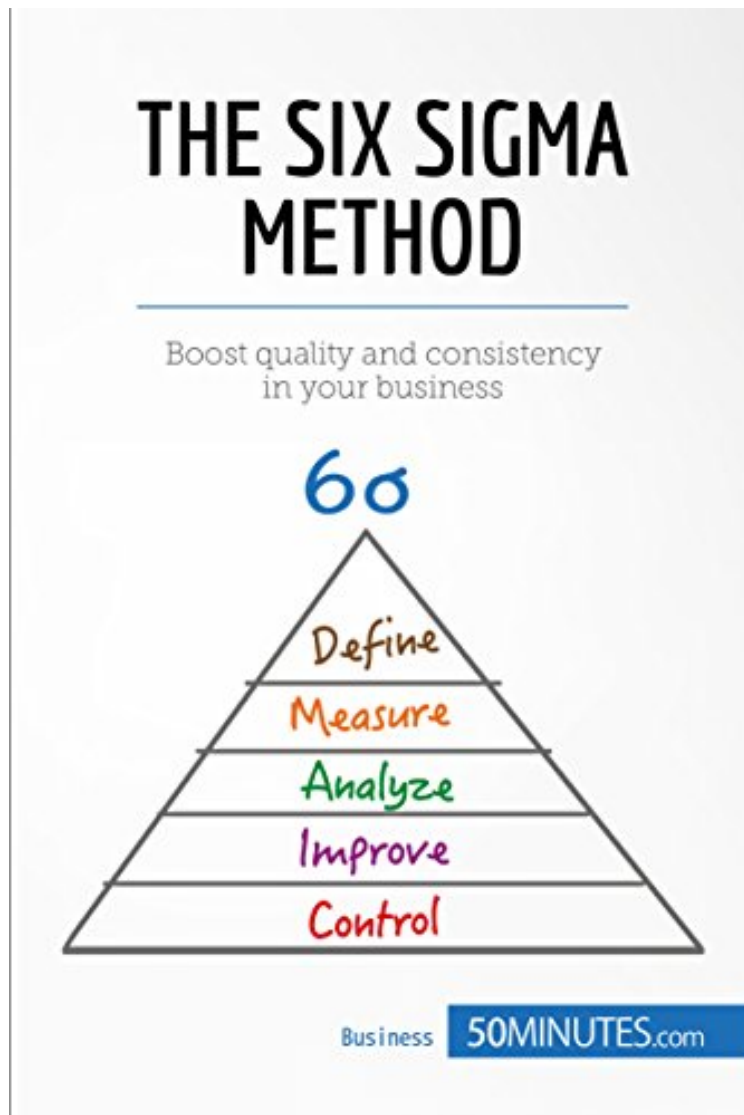 THE SIX SIGMA
METHOD
Boost quality and consistency
in your business
6σ
Define
Measure
Analyze
Improve
Control
Business 50MINUTES.com